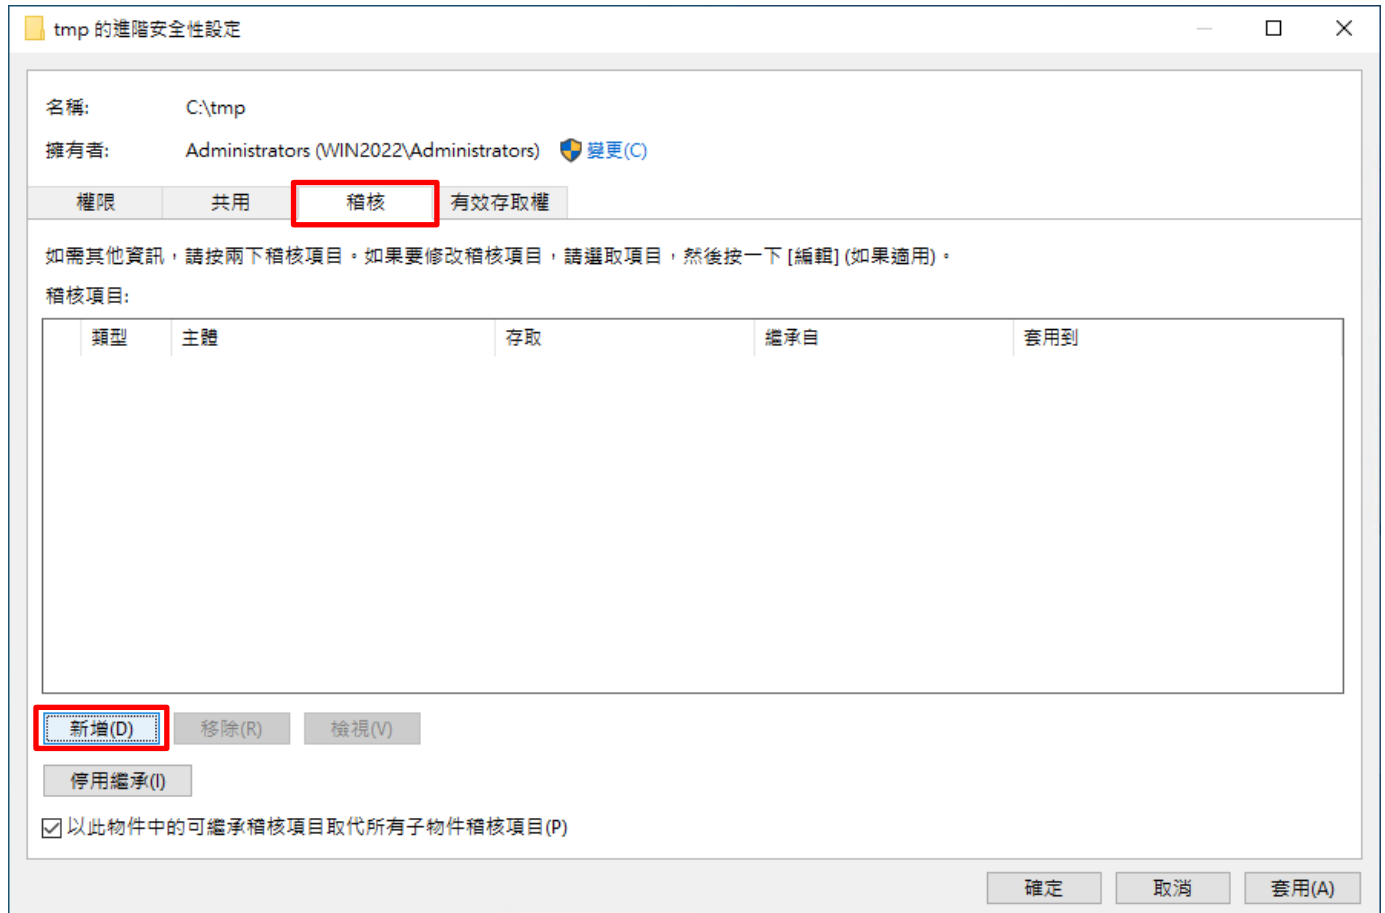 tmp 的進階安全性設定
名稱: C:\tmp
擁有者: Administrators (WIN2022\Administrators) 變更(C)
權限 共用 稽核 有效存取權
如需其他資訊，請按兩下稽核項目。如果要修改稽核項目，請選取項目，然後按一下 [編輯] (如果適用)。
稽核項目:
類型 主體 存取 繼承自 套用到
新增(D) 移除(R) 檢視(V)
停用繼承(I)
以此物件中的可繼承稽核項目取代所有子物件稽核項目(P)
確定 取消 套用(A)